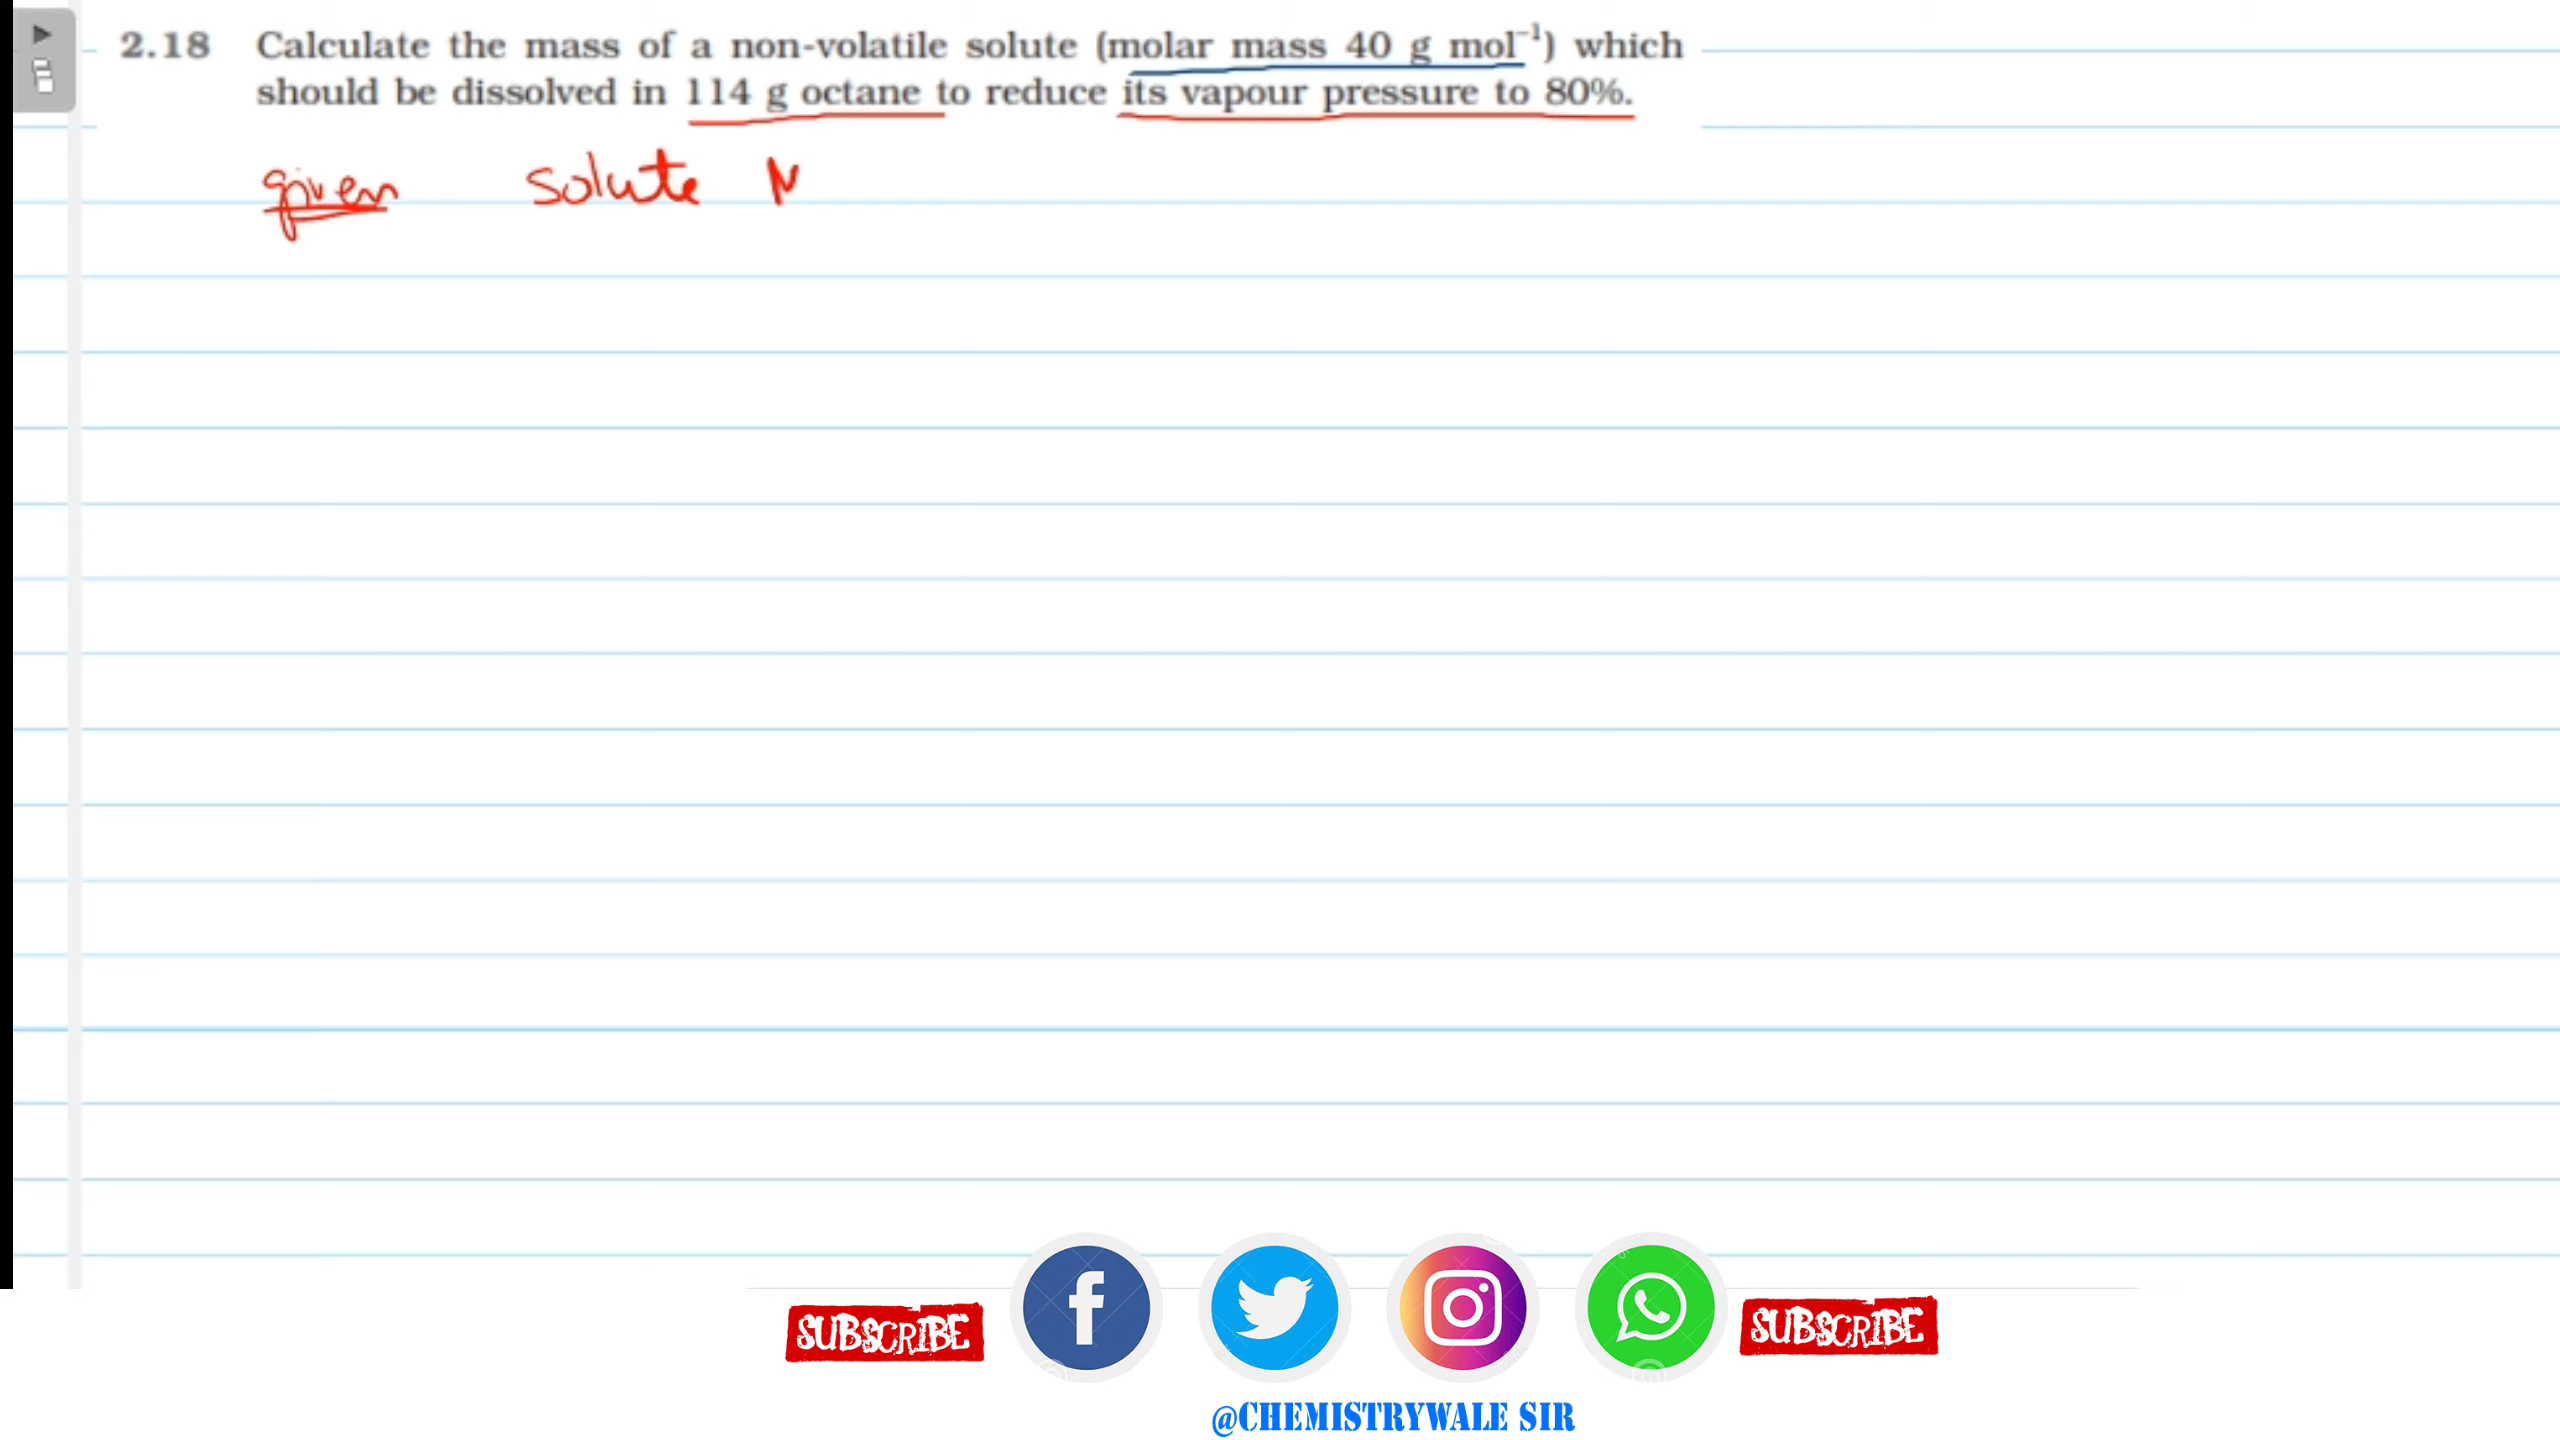 2.18 Calculate the mass of a non-volatile solute (molar mass 40 g mol⁻¹) which
should be dissolved in 114 g octane to reduce its vapour pressure to 80%.
given solute M
SUBSCRIBE SUBSCRIBE
@CHEMISTRYWALE SIR